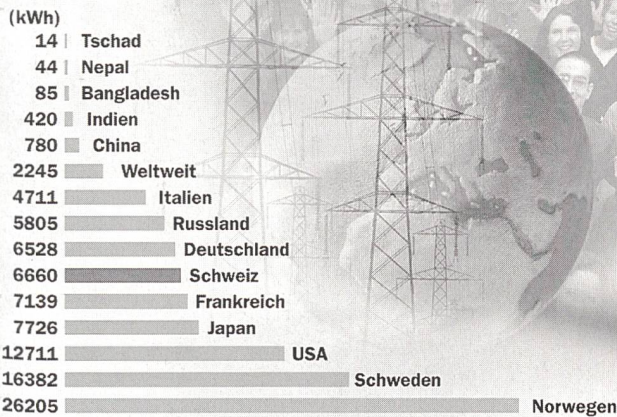 (kWh)
14 Tschad
44 Nepal
85 Bangladesh
420 Indien
780 China
2245 Weltweit
4711 Italien
5805 Russland
6528 Deutschland
6660 Schweiz
7139 Frankreich
7726 Japan
12711 USA
16382 Schweden
26205 Norwegen